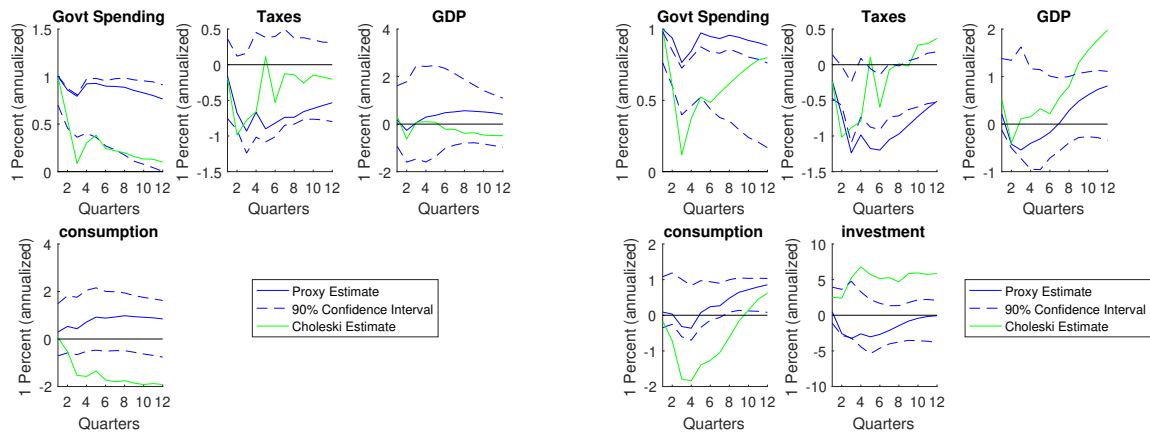 Govt Spending
1 Percent (annualized)
1.5
1
0.5
0
2 4 6 8 10 12
Quarters
Taxes
0.5
0
-0.5
-1
-1.5
2 4 6 8 10 12
Quarters
GDP
4
2
0
-2
2 4 6 8 10 12
Quarters
consumption
1 Percent (annualized)
4
2
0
-2
2 4 6 8 10 12
Quarters
Proxy Estimate
90% Confidence Interval
Choleski Estimate
Govt Spending
1 Percent (annualized)
1
0.5
0
2 4 6 8 10 12
Quarters
Taxes
0.5
0
-0.5
-1
-1.5
2 4 6 8 10 12
Quarters
GDP
2
1
0
-1
2 4 6 8 10 12
Quarters
consumption
1 Percent (annualized)
2
1
0
-1
-2
2 4 6 8 10 12
Quarters
investment
10
5
0
-5
-10
2 4 6 8 10 12
Quarters
Proxy Estimate
90% Confidence Interval
Choleski Estimate